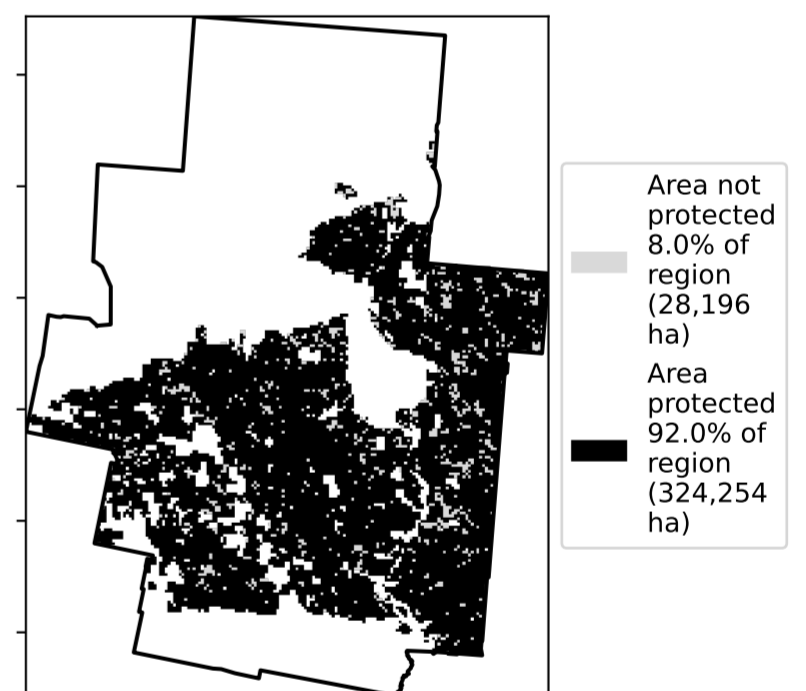 Area not
protected
8.0% of
region
(28,196
ha)
Area
protected
92.0% of
region
(324,254
ha)